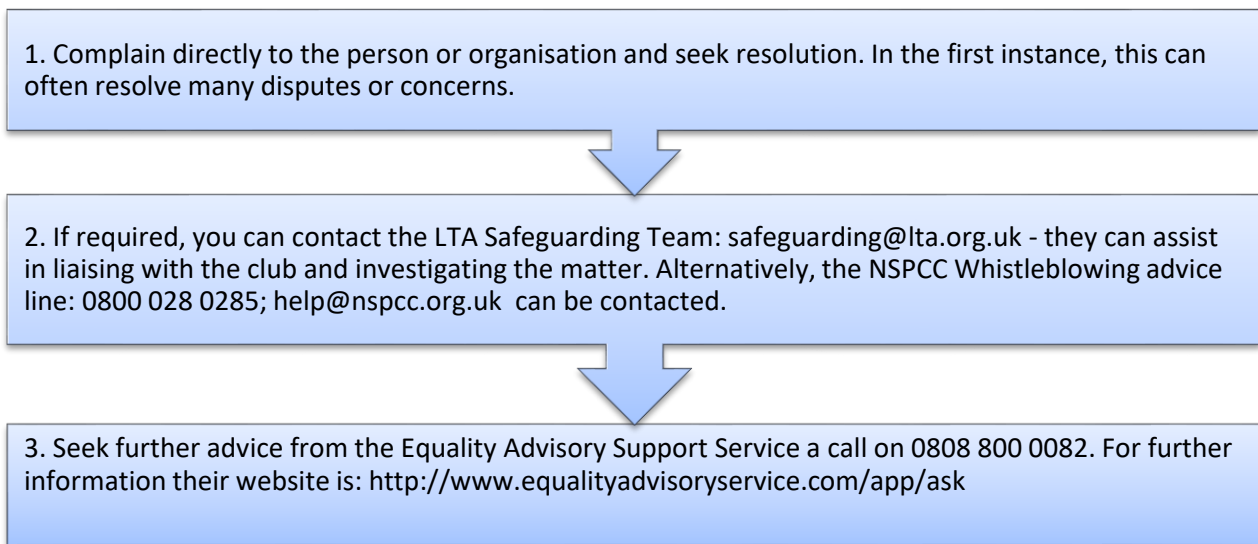 1. Complain directly to the person or organisation and seek resolution. In the first instance, this can
often resolve many disputes or concerns.
2. If required, you can contact the LTA Safeguarding Team: safeguarding@lta.org.uk - they can assist
in liaising with the club and investigating the matter. Alternatively, the NSPCC Whistleblowing advice
line: 0800 028 0285; help@nspcc.org.uk  can be contacted.
3. Seek further advice from the Equality Advisory Support Service a call on 0808 800 0082. For further
information their website is: http://www.equalityadvisoryservice.com/app/ask